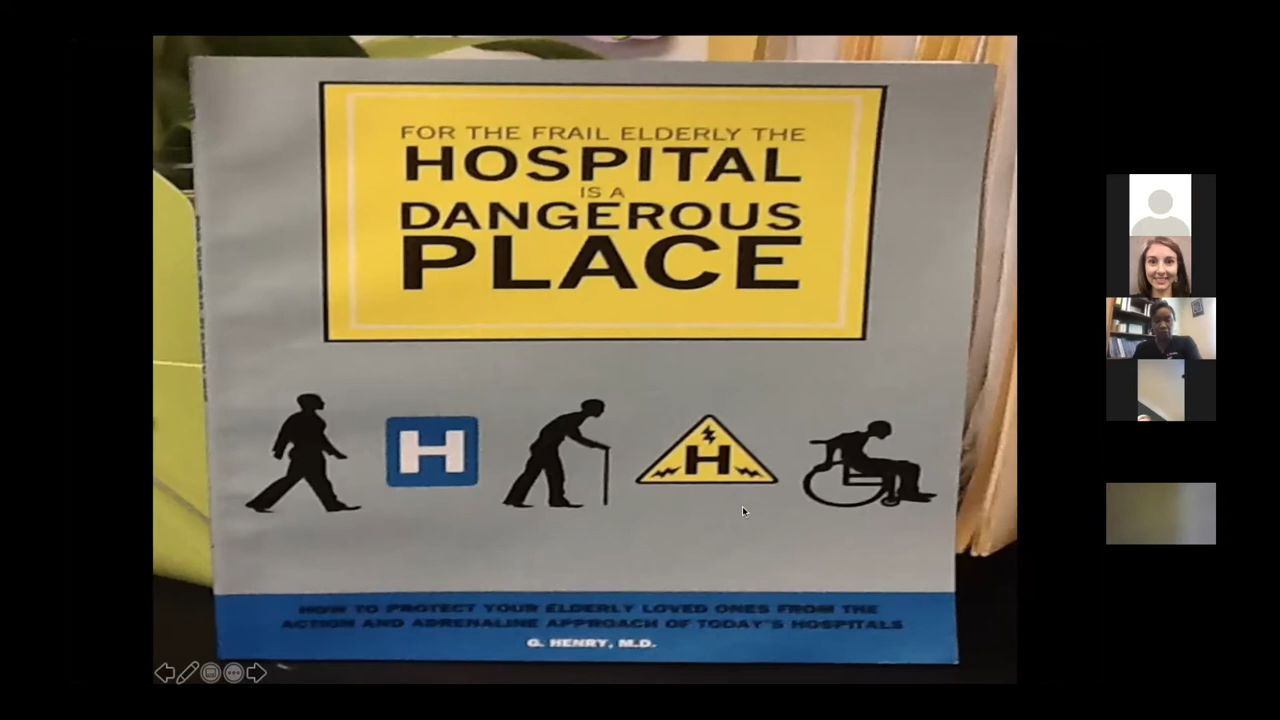 FOR THE FRAIL ELDERLY THE
HOSPITAL
IS A
DANGEROUS
PLACE
H
H
HOW TO PROTECT YOUR ELDERLY LOVED ONES FROM THE
ACTION AND ADRENALINE APPROACH OF TODAY'S HOSPITALS
G. HENRY, M.D.